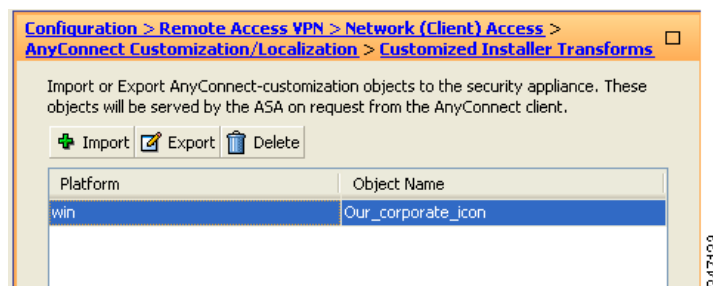 Configuration > Remote Access VPN > Network (Client) Access >
AnyConnect Customization/Localization > Customized Installer Transforms
Import or Export AnyConnect-customization objects to the security appliance. These
objects will be served by the ASA on request from the AnyConnect client.
Import Export Delete
Platform Object Name
win Our_corporate_icon